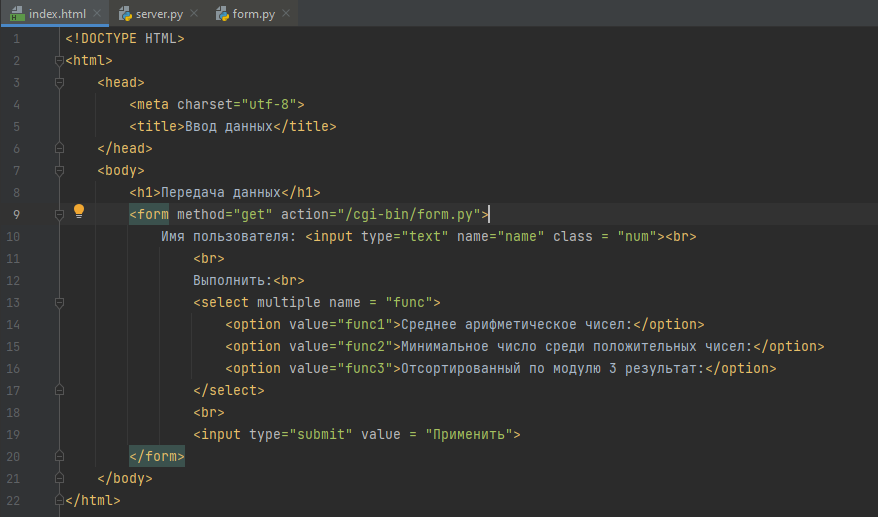 index.html server.py form.py
1 <!DOCTYPE HTML>
2 <html>
3 <head>
4 <meta charset="utf-8">
5 <title>Ввод данных</title>
6 </head>
7 <body>
8 <h1>Передача данных</h1>
9 <form method="get" action="/cgi-bin/form.py">
10 Имя пользователя: <input type="text" name="name" class = "num"><br>
11 <br>
12 Выполнить:<br>
13 <select multiple name = "func">
14 <option value="func1">Среднее арифметическое чисел:</option>
15 <option value="func2">Минимальное число среди положительных чисел:</option>
16 <option value="func3">Отсортированный по модулю 3 результат:</option>
17 </select>
18 <br>
19 <input type="submit" value = "Применить">
20 </form>
21 </body>
22 </html>